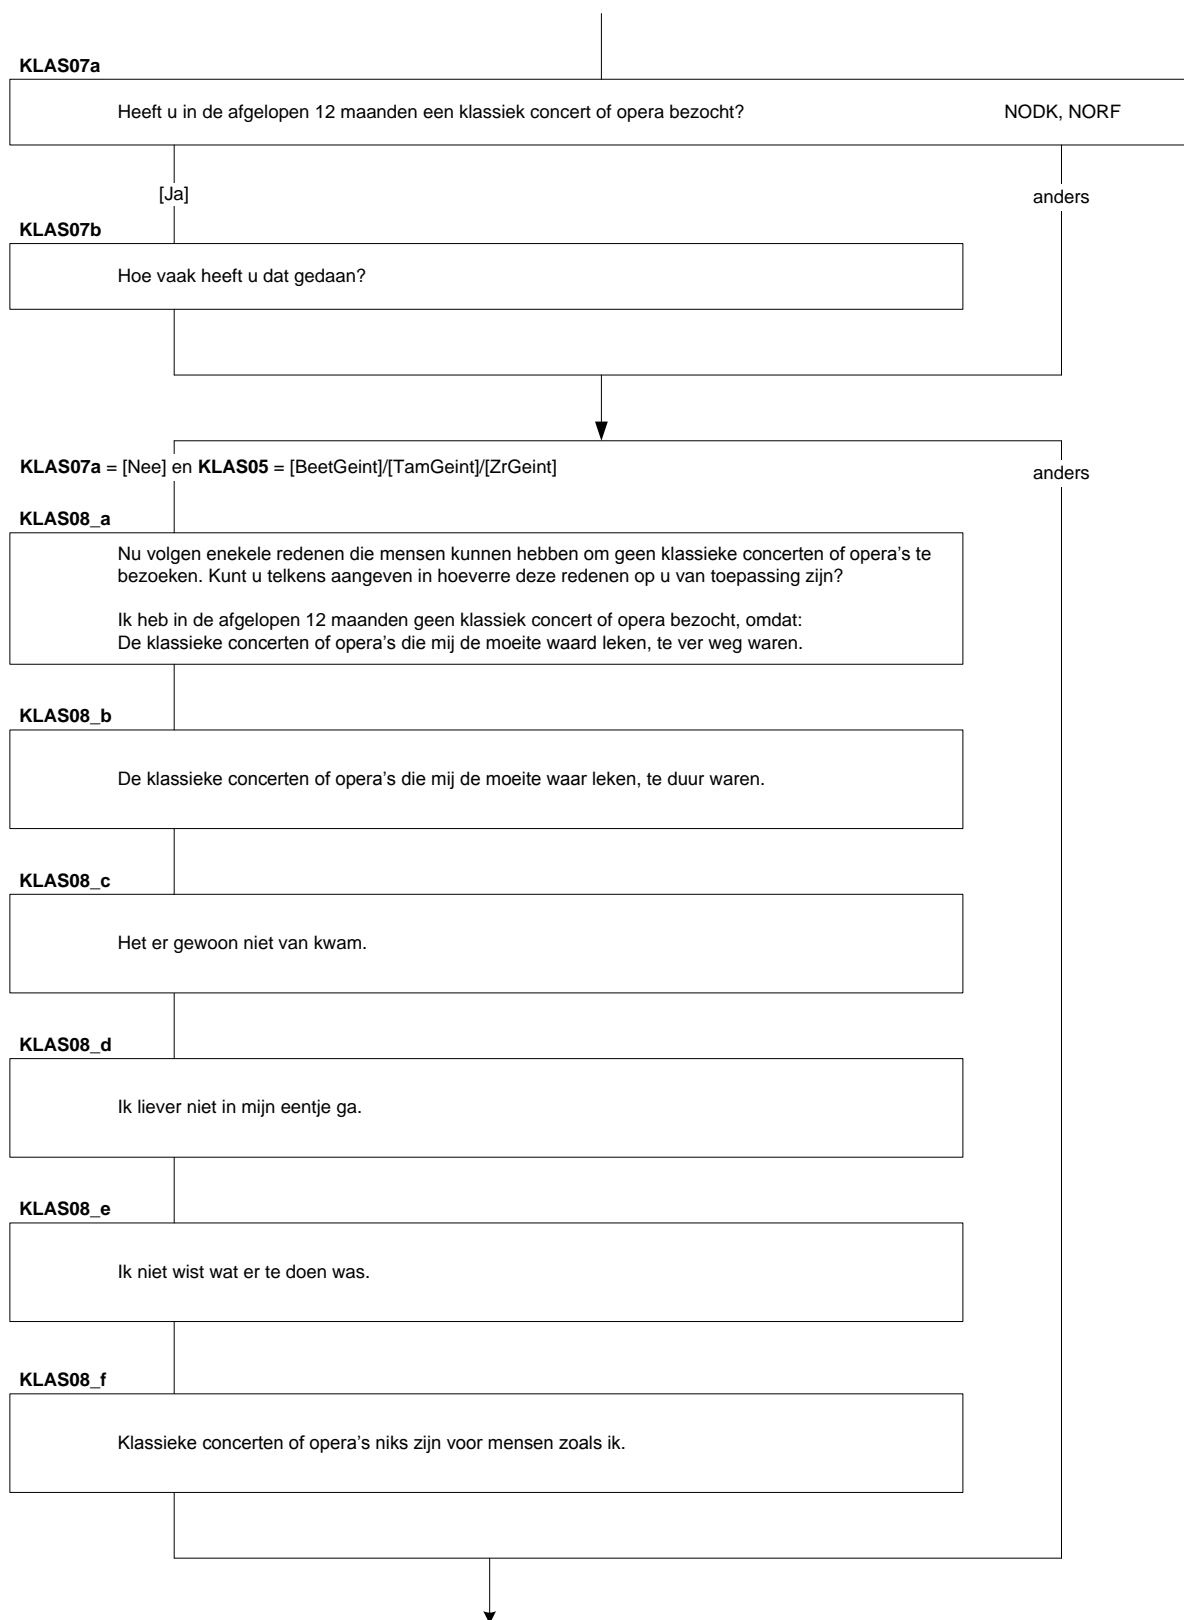 KLAS07a
Heeft u in de afgelopen 12 maanden een klassiek concert of opera bezocht? NODK, NORF
[Ja] anders
KLAS07b
Hoe vaak heeft u dat gedaan?
KLAS07a = [Nee] en KLAS05 = [BeetGeint]/[TamGeint]/[ZrGeint]
anders
KLAS08_a
Nu volgen enekele redenen die mensen kunnen hebben om geen klassieke concerten of opera's te
bezoeken. Kunt u telkens aangeven in hoeverre deze redenen op u van toepassing zijn?
Ik heb in de afgelopen 12 maanden geen klassiek concert of opera bezocht, omdat:
De klassieke concerten of opera's die mij de moeite waard leken, te ver weg waren.
KLAS08_b
De klassieke concerten of opera's die mij de moeite waar leken, te duur waren.
KLAS08_c
Het er gewoon niet van kwam.
KLAS08_d
Ik liever niet in mijn eentje ga.
KLAS08_e
Ik niet wist wat er te doen was.
KLAS08_f
Klassieke concerten of opera's niks zijn voor mensen zoals ik.